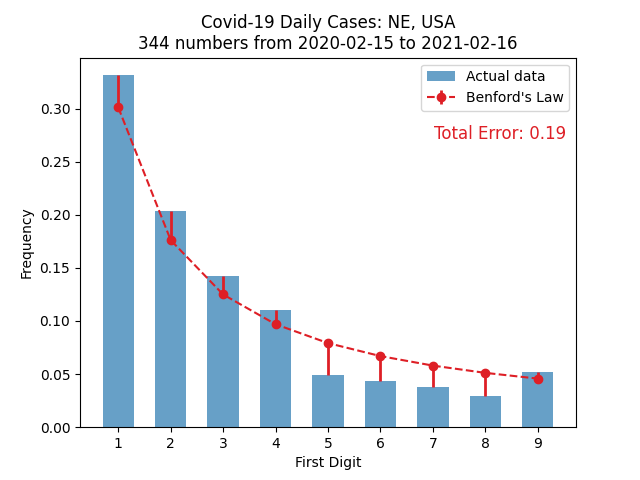 Covid-19 Daily Cases: NE, USA
344 numbers from 2020-02-15 to 2021-02-16
Actual data
Benford's Law
Total Error: 0.19
Frequency
0.30
0.25
0.20
0.15
0.10
0.05
0.00
1 2 3 4 5 6 7 8 9
First Digit